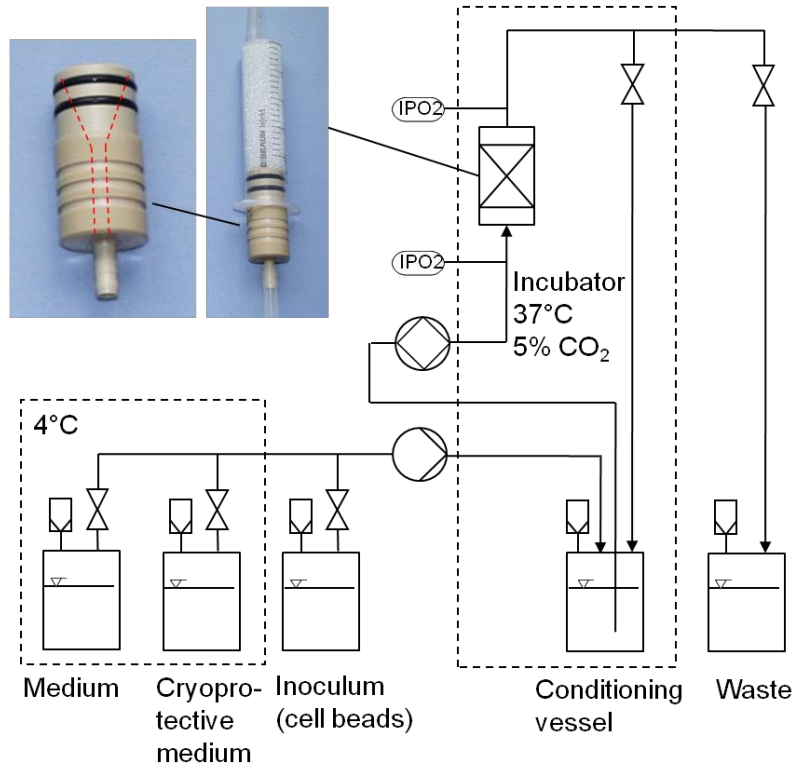 IPO2
IPO2
Incubator
37°C
5% CO₂
4°C
Medium
Cryopro-
tective
medium
Inoculum
(cell beads)
Conditioning
vessel
Waste